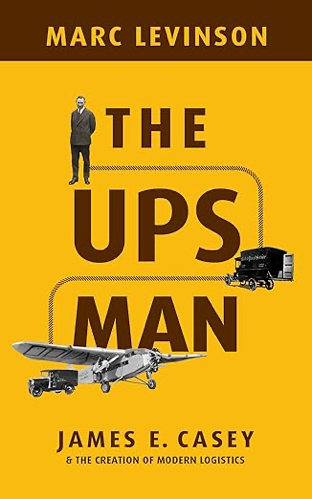 MARC LEVINSON
THE
UPS
MAN
JAMES E. CASEY
& THE CREATION OF MODERN LOGISTICS